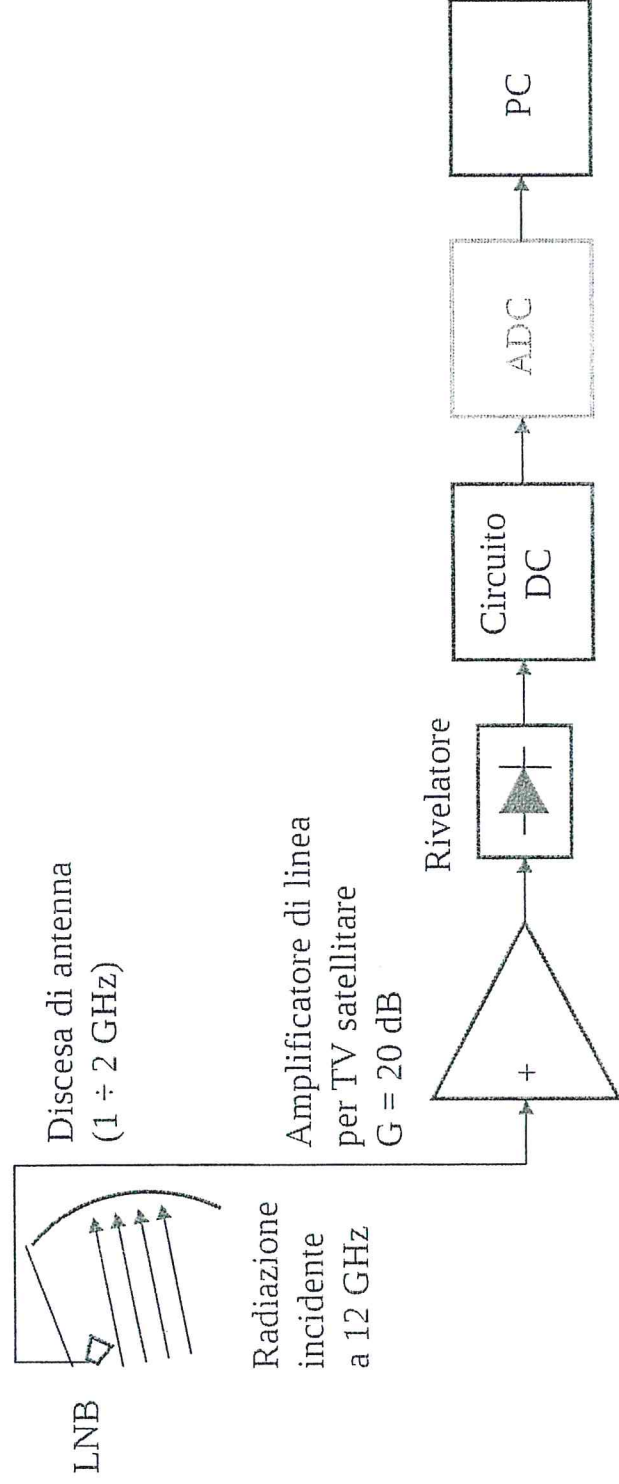 LNB
Discesa di antenna
(1 ÷ 2 GHz)
Radiazione
incidente
a 12 GHz
Amplificatore di linea
per TV satellitare
G = 20 dB
+
Rivelatore
Circuito
DC
ADC
PC